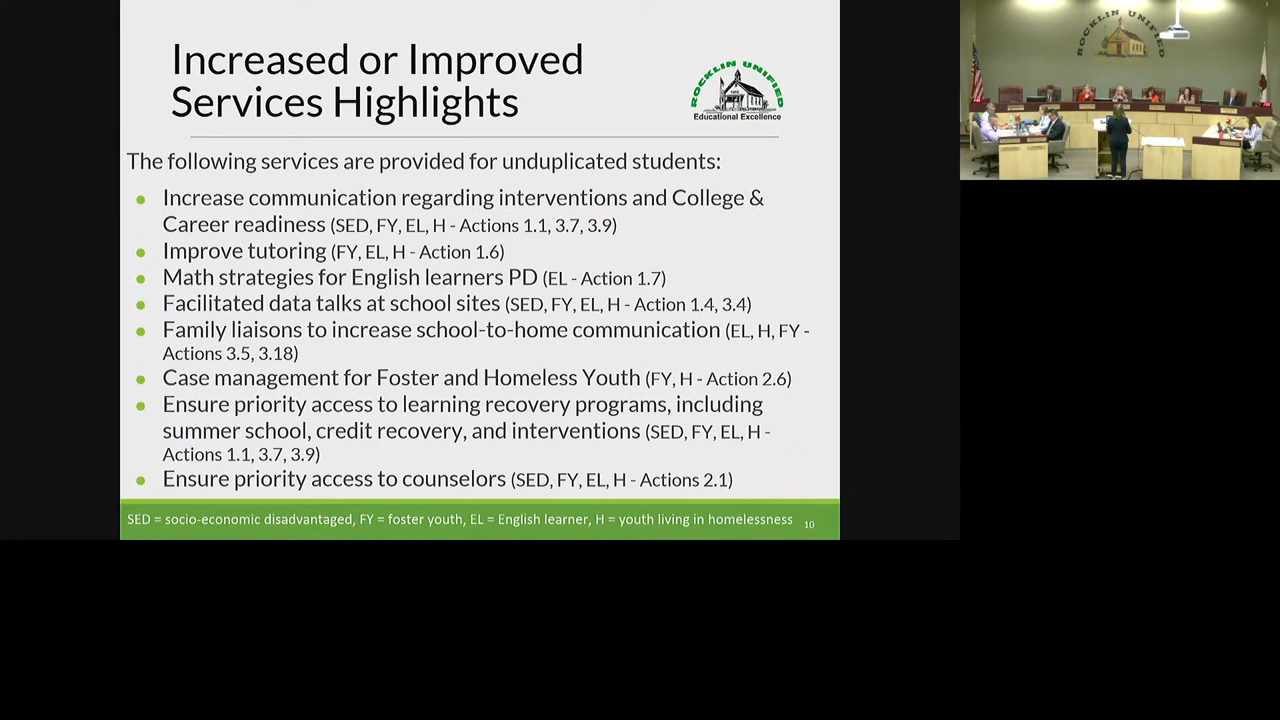 Increased or Improved
Services Highlights
ROCKLIN UNIFIED
Educational Excellence
The following services are provided for unduplicated students:
● Increase communication regarding interventions and College &
Career readiness (SED, FY, EL, H - Actions 1.1, 3.7, 3.9)
● Improve tutoring (FY, EL, H - Action 1.6)
● Math strategies for English learners PD (EL - Action 1.7)
● Facilitated data talks at school sites (SED, FY, EL, H - Action 1.4, 3.4)
● Family liaisons to increase school-to-home communication (EL, H, FY -
Actions 3.5, 3.18)
● Case management for Foster and Homeless Youth (FY, H - Action 2.6)
● Ensure priority access to learning recovery programs, including
summer school, credit recovery, and interventions (SED, FY, EL, H -
Actions 1.1, 3.7, 3.9)
● Ensure priority access to counselors (SED, FY, EL, H - Actions 2.1)
SED = socio-economic disadvantaged, FY = foster youth, EL = English learner, H = youth living in homelessness
10
ROCKLIN UNIFIED